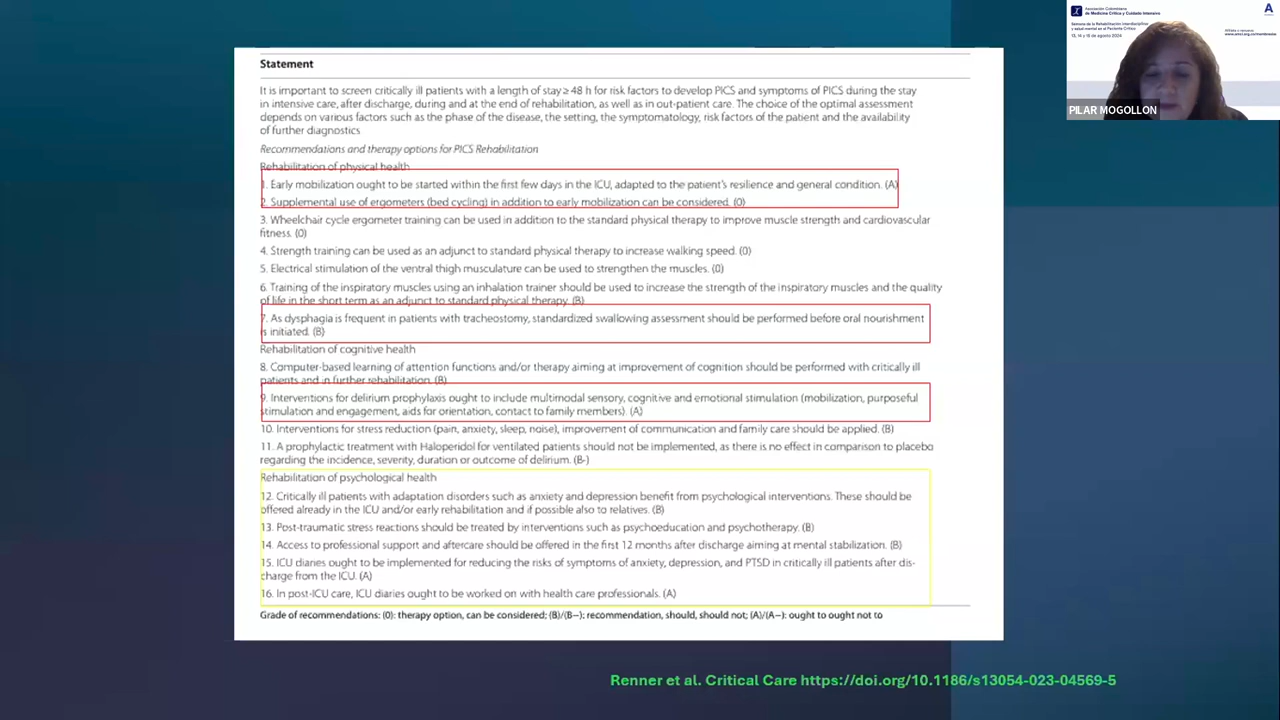 Asociación Colombiana
de Medicina Crítica y Cuidado Intensivo
Semana de la Rehabilitación interdisciplinaria
y salud mental en el Paciente Crítico
13, 14 y 15 de agosto 2024
Afíliate o renueva:
PILAR MOGOLLON
Statement
It is important to screen critically ill patients with a length of stay ≥ 48 h for risk factors to develop PICS and symptoms of PICS during the stay
in intensive care, after discharge, during and at the end of rehabilitation, as well as in out-patient care. The choice of the optimal assessment
depends on various factors such as the phase of the disease, the setting, the symptomatology, risk factors of the patient and the availability
of further diagnostics
Recommendations and therapy options for PICS Rehabilitation
Rehabilitation of physical health
1. Early mobilization ought to be started within the first few days in the ICU, adapted to the patient's resilience and general condition. (A)
2. Supplemental use of ergometers (bed cycling) in addition to early mobilization can be considered. (0)
3. Wheelchair cycle ergometer training can be used in addition to the standard physical therapy to improve muscle strength and cardiovascular
fitness. (0)
4. Strength training can be used as an adjunct to standard physical therapy to increase walking speed. (0)
5. Electrical stimulation of the ventral thigh musculature can be used to strengthen the muscles. (0)
6. Training of the inspiratory muscles using an inhalation trainer should be used to increase the strength of the inspiratory muscles and the quality
of life in the short term as an adjunct to standard physical therapy. (B)
7. As dysphagia is frequent in patients with tracheostomy, standardized swallowing assessment should be performed before oral nourishment
is initiated. (B)
Rehabilitation of cognitive health
8. Computer-based learning of attention functions and/or therapy aiming at improvement of cognition should be performed with critically ill
patients and in further rehabilitation. (B)
9. Interventions for delirium prophylaxis ought to include multimodal sensory, cognitive and emotional stimulation (mobilization, purposeful
stimulation and engagement, aids for orientation, contact to family members). (A)
10. Interventions for stress reduction (pain, anxiety, sleep, noise), improvement of communication and family care should be applied. (B)
11. A prophylactic treatment with Haloperidol for ventilated patients should not be implemented, as there is no effect in comparison to placebo
regarding the incidence, severity, duration or outcome of delirium. (B-)
Rehabilitation of psychological health
12. Critically ill patients with adaptation disorders such as anxiety and depression benefit from psychological interventions. These should be
offered already in the ICU and/or early rehabilitation and if possible also to relatives. (B)
13. Post-traumatic stress reactions should be treated by interventions such as psychoeducation and psychotherapy. (B)
14. Access to professional support and aftercare should be offered in the first 12 months after discharge aiming at mental stabilization. (B)
15. ICU diaries ought to be implemented for reducing the risks of symptoms of anxiety, depression, and PTSD in critically ill patients after dis-
charge from the ICU. (A)
16. In post-ICU care, ICU diaries ought to be worked on with health care professionals. (A)
Grade of recommendations: (0): therapy option, can be considered; (B)/(B−); recommendation, should, should not; (A)/(A−): ought to ought not to
Renner et al. Critical Care https://doi.org/10.1186/s13054-023-04569-5